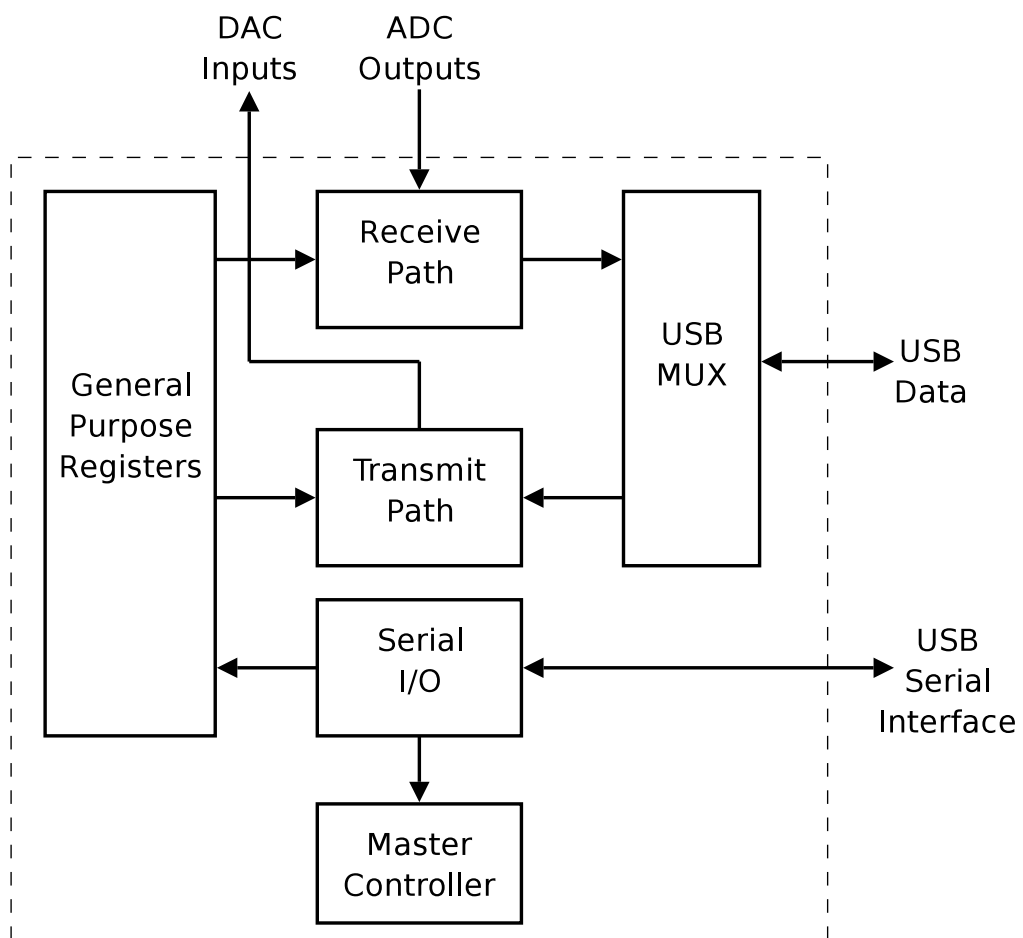 DAC
Inputs
ADC
Outputs
Receive
Path
USB
MUX
USB
Data
General
Purpose
Registers
Transmit
Path
Serial
I/O
USB
Serial
Interface
Master
Controller